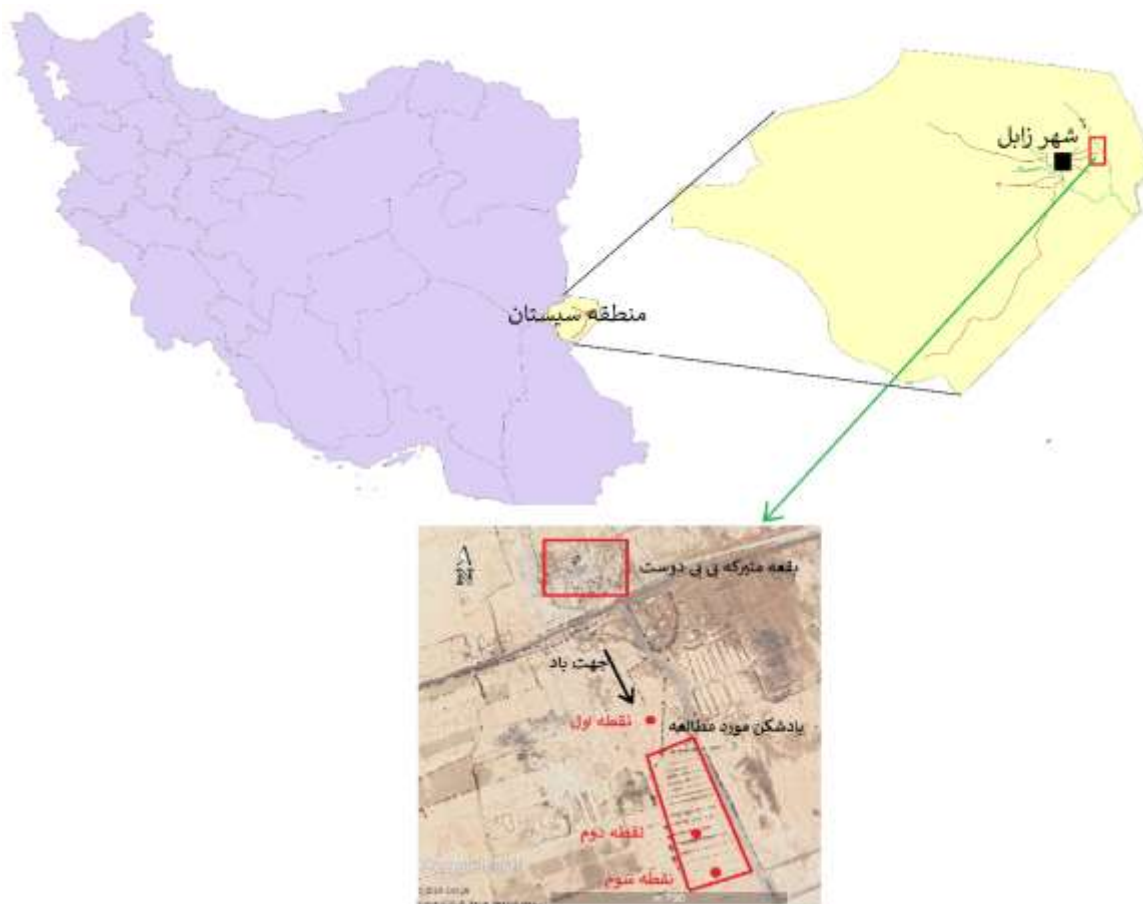 شهر زابل
منطقه سیستان
بقعه متبرکه بی بی دوست
جهت باد
نقطه اول
بادشکن مورد مطالعه
نقطه دوم
نقطه سوم